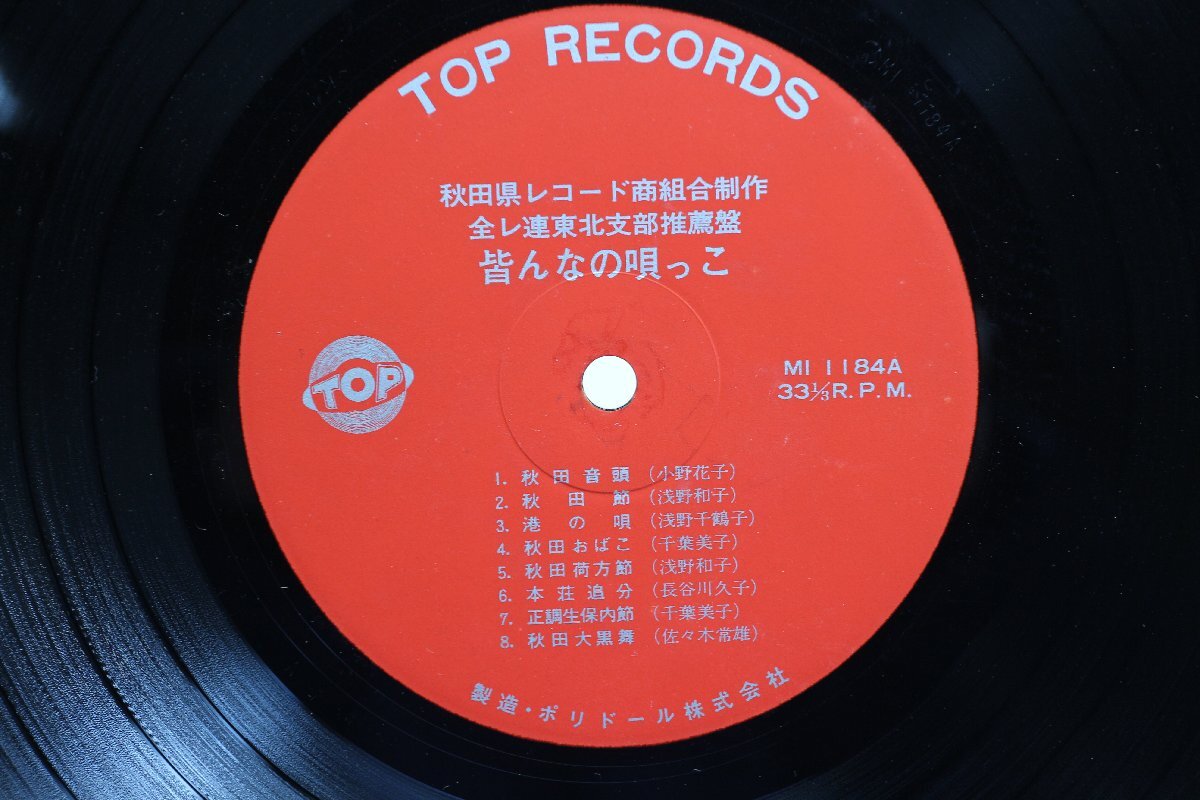 TOP RECORDS
秋田県レコード商組合制作
全レ連東北支部推薦盤
皆んなの唄っこ
TOP
MI 1184A
33⅓R.P.M.
1. 秋田音頭 (小野花子)
2. 秋田節 (浅野和子)
3. 港の唄 (浅野千鶴子)
4. 秋田おばこ (千葉美子)
5. 秋田荷方節 (浅野和子)
6. 本荘追分 (長谷川久子)
7. 正調生保内節 (千葉美子)
8. 秋田大黒舞 (佐々木常雄)
製造・ポリドール株式会社